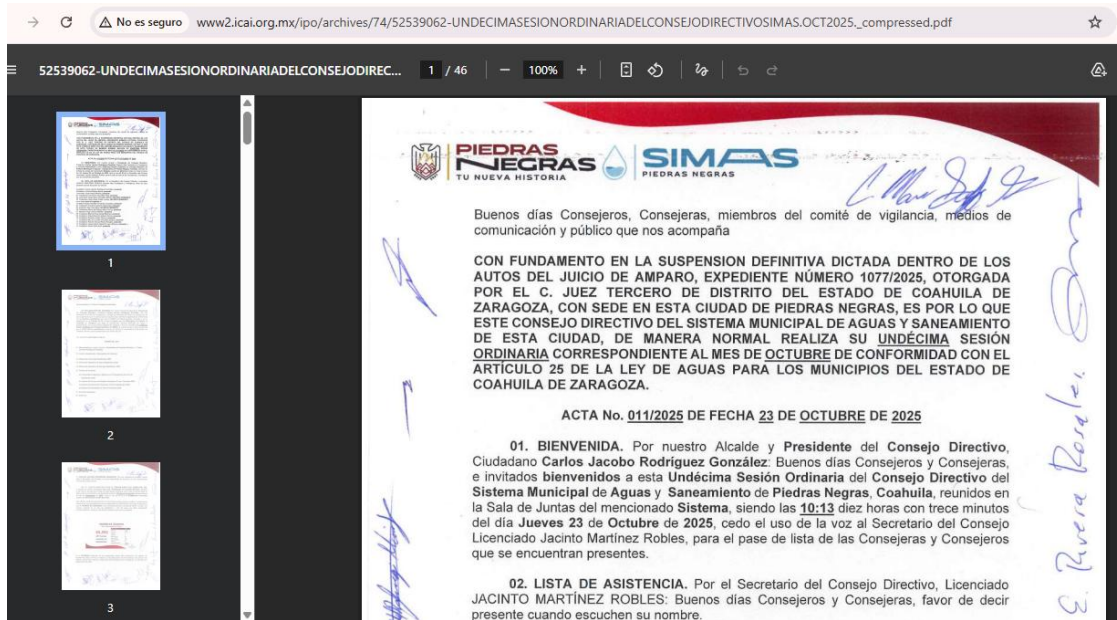 No es seguro www2.icai.org.mx/ipo/archives/74/52539062-UNDECIMASESIONORDINARIADELCONSEJODIRECTIVOSIMAS.OCT2025._compressed.pdf
52539062-UNDECIMASESIONORDINARIADELCONSEJODIREC... 1 / 46 100%
1
2
3
PIEDRAS
NEGRAS
TU NUEVA HISTORIA
SIMAS
PIEDRAS NEGRAS
Buenos días Consejeros, Consejeras, miembros del comité de vigilancia, medios de
comunicación y público que nos acompaña
CON FUNDAMENTO EN LA SUSPENSION DEFINITIVA DICTADA DENTRO DE LOS
AUTOS DEL JUICIO DE AMPARO, EXPEDIENTE NÚMERO 1077/2025, OTORGADA
POR EL C. JUEZ TERCERO DE DISTRITO DEL ESTADO DE COAHUILA DE
ZARAGOZA, CON SEDE EN ESTA CIUDAD DE PIEDRAS NEGRAS, ES POR LO QUE
ESTE CONSEJO DIRECTIVO DEL SISTEMA MUNICIPAL DE AGUAS Y SANEAMIENTO
DE ESTA CIUDAD, DE MANERA NORMAL REALIZA SU UNDÉCIMA SESIÓN
ORDINARIA CORRESPONDIENTE AL MES DE OCTUBRE DE CONFORMIDAD CON EL
ARTÍCULO 25 DE LA LEY DE AGUAS PARA LOS MUNICIPIOS DEL ESTADO DE
COAHUILA DE ZARAGOZA.
ACTA No. 011/2025 DE FECHA 23 DE OCTUBRE DE 2025
01. BIENVENIDA. Por nuestro Alcalde y Presidente del Consejo Directivo,
Ciudadano Carlos Jacobo Rodríguez González: Buenos días Consejeros y Consejeras,
e invitados bienvenidos a esta Undécima Sesión Ordinaria del Consejo Directivo del
Sistema Municipal de Aguas y Saneamiento de Piedras Negras, Coahuila, reunidos en
la Sala de Juntas del mencionado Sistema, siendo las 10:13 diez horas con trece minutos
del día Jueves 23 de Octubre de 2025, cedo el uso de la voz al Secretario del Consejo
Licenciado Jacinto Martínez Robles, para el pase de lista de las Consejeras y Consejeros
que se encuentran presentes.
02. LISTA DE ASISTENCIA. Por el Secretario del Consejo Directivo, Licenciado
JACINTO MARTÍNEZ ROBLES: Buenos días Consejeros y Consejeras, favor de decir
presente cuando escuchen su nombre.
E. Rivera Rosales.